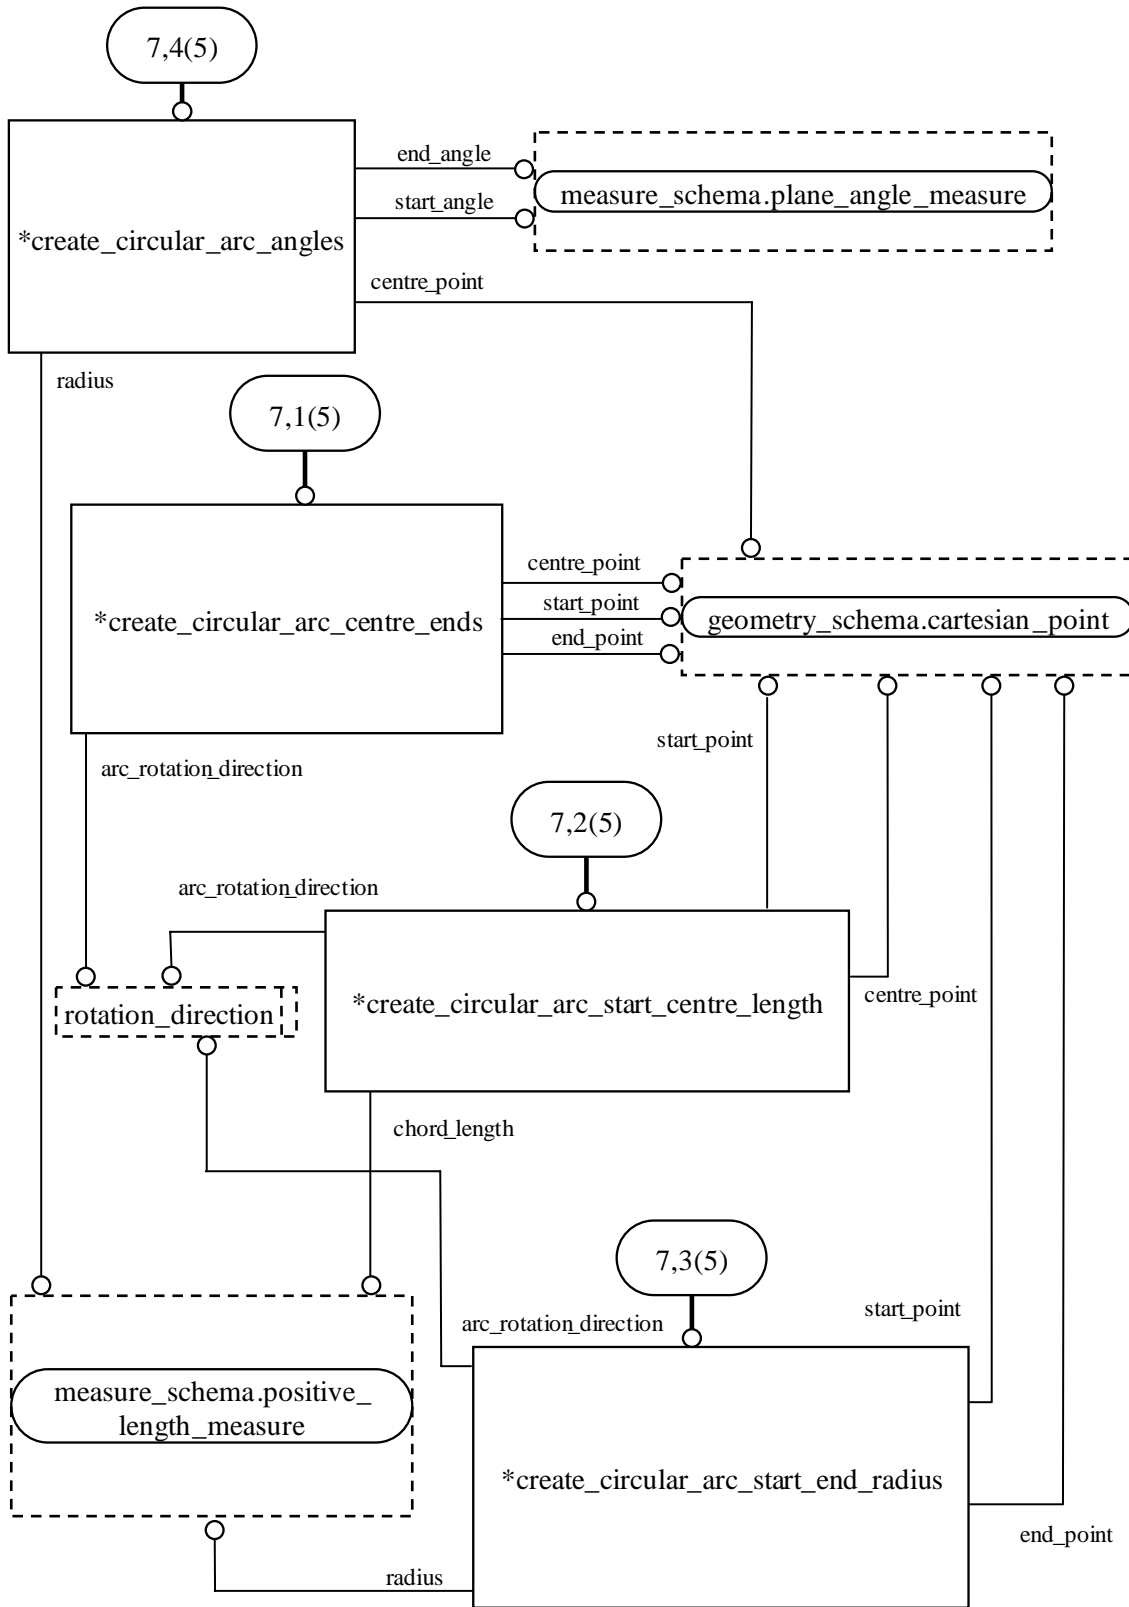 7,4(5)
end_angle
measure_schema.plane_angle_measure
start_angle
*create_circular_arc_angles
centre_point
radius
7,1(5)
centre_point
start_point
end_point
*create_circular_arc_centre_ends
geometry_schema.cartesian_point
start_point
arc_rotation_direction
7,2(5)
arc_rotation_direction
rotation_direction
*create_circular_arc_start_centre_length
centre_point
chord_length
7,3(5)
start_point
arc_rotation_direction
measure_schema.positive_
length_measure
*create_circular_arc_start_end_radius
end_point
radius